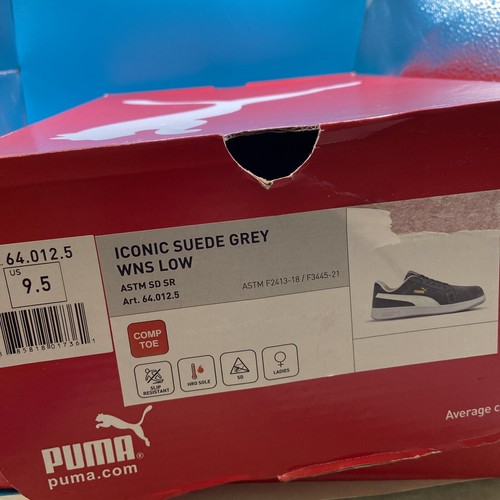 64.012.5
US
9.5
ICONIC SUEDE GREY
WNS LOW
ASTM SD SR
ASTM F2413-18 / F3445-21
Art. 64.012.5
COMP
TOE
SLIP
RESISTANT
HRO SOLE
SD
LADIES
PUMA®
puma.com
Average c